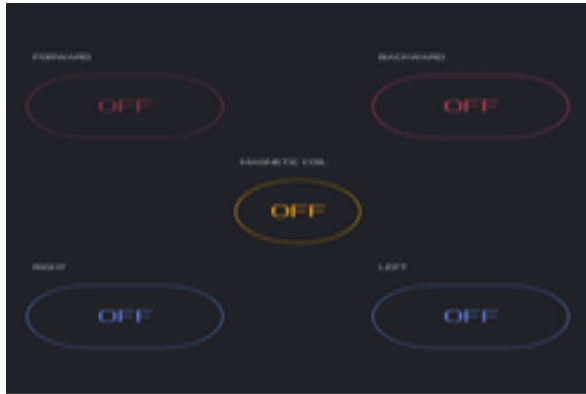 FORWARD
BACKWARD
OFF
OFF
MAGNETIC COIL
OFF
RIGHT
LEFT
OFF
OFF